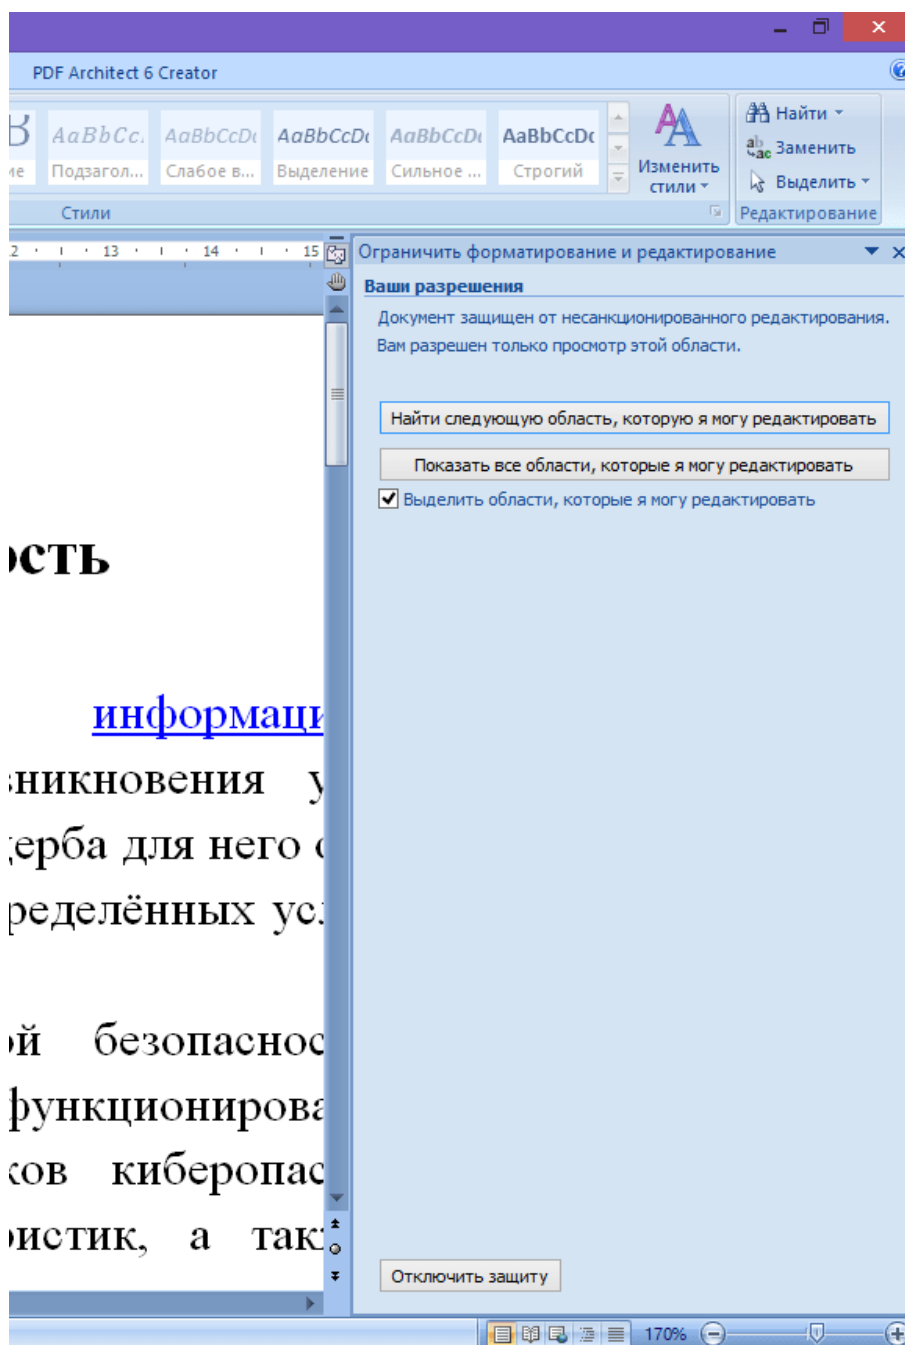 PDF Architect 6 Creator
AaBbCc. AaBbCcDc AaBbCcDc AaBbCcDc AaBbCcDc
Подзагол... Слабое в... Выделение Сильное ... Строгий
Изменить стили
Найти
Заменить
Выделить
Стили
Редактирование
13 14 15
Ограничить форматирование и редактирование
Ваши разрешения
Документ защищен от несанкционированного редактирования.
Вам разрешен только просмотр этой области.
Найти следующую область, которую я могу редактировать
Показать все области, которые я могу редактировать
Выделить области, которые я могу редактировать
ость
информаци
зникновения у
ерба для него о
ределённых усл
ой безопаснос
функционирова
ков киберопас
ристик, а так
Отключить защиту
170%